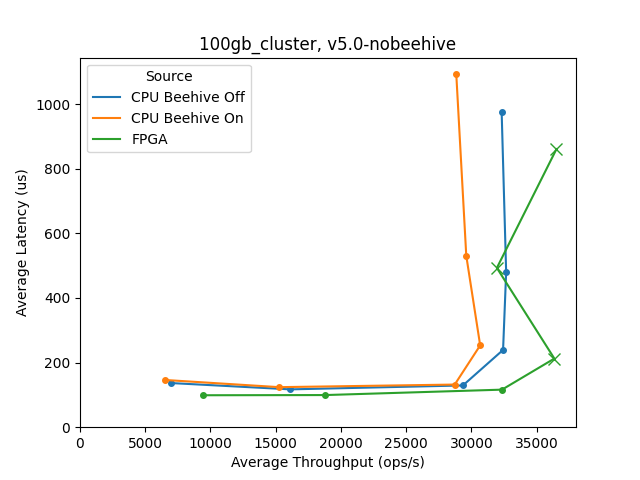 100gb_cluster, v5.0-nobeehive
Source
CPU Beehive Off
CPU Beehive On
FPGA
Average Latency (us)
1000
800
600
400
200
0
0 5000 10000 15000 20000 25000 30000 35000
Average Throughput (ops/s)